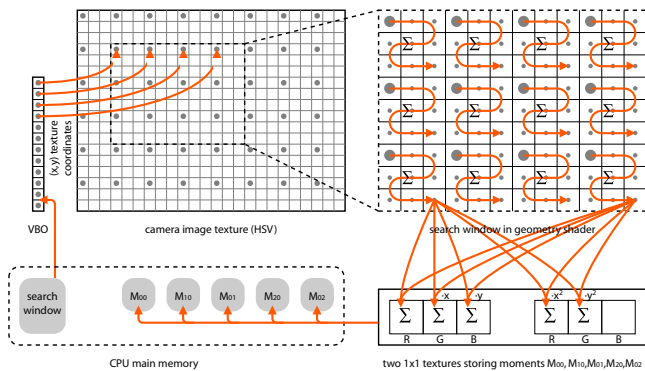 (x,y) texture
coordinates
VBO
camera image texture (HSV)
Σ Σ Σ Σ
Σ Σ Σ Σ
Σ Σ Σ Σ
search window in geometry shader
search
window
M00 M10 M01 M20 M02
CPU main memory
·x ·y ·x² ·y²
Σ Σ Σ Σ Σ
R G B R G B
two 1x1 textures storing moments M00, M10,M01,M20,M02